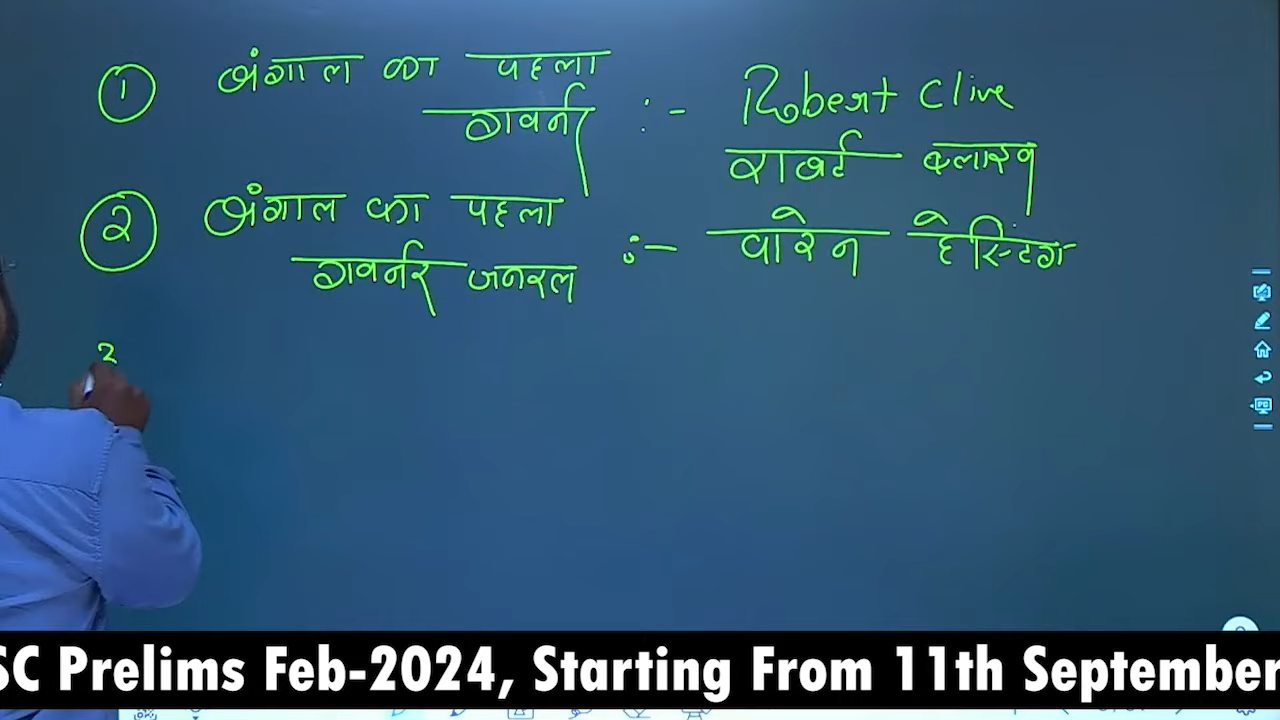 ① बंगाल का पहला
गवर्नर :- Robert Clive
राबर्ट क्लाइव
② बंगाल का पहला
गवर्नर जनरल :- वारेन हेस्टिंग
3
SC Prelims Feb-2024, Starting From 11th September